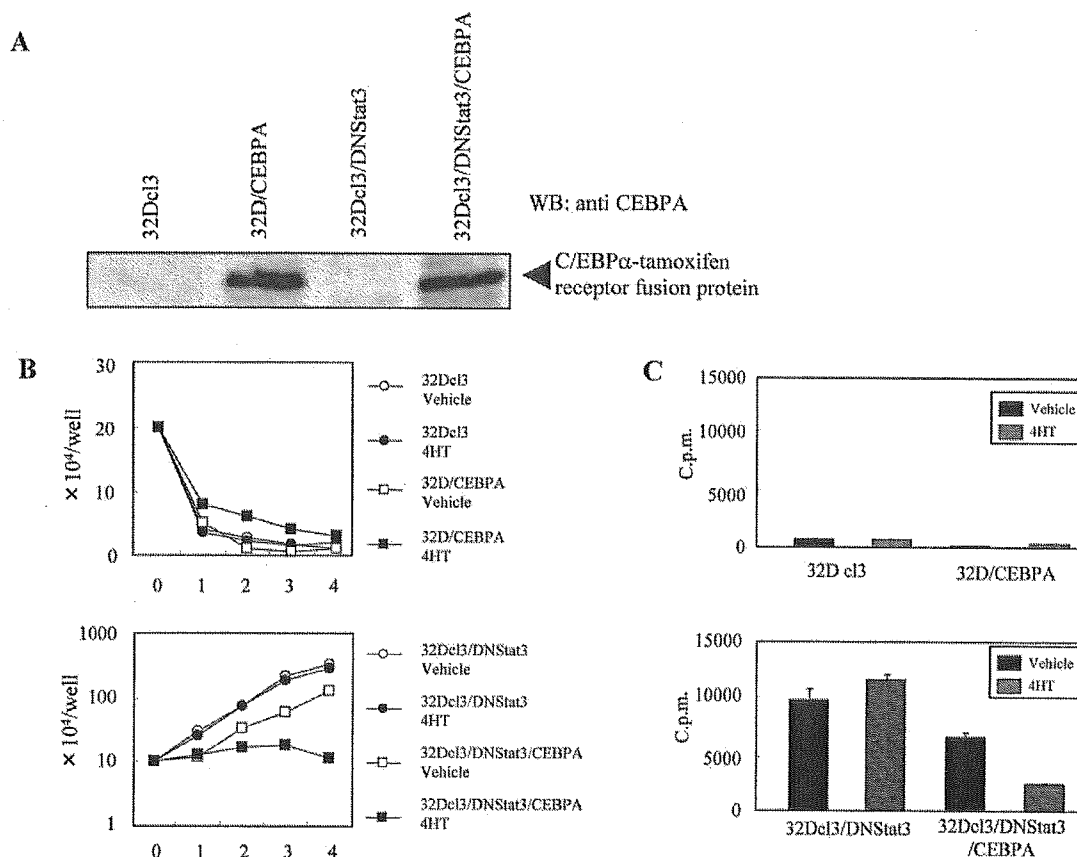 A
32Dcl3
32D/CEBPA
32Dcl3/DNStat3
32Dcl3/DNStat3/CEBPA
WB: anti CEBPA
C/EBPα-tamoxifen
receptor fusion protein
B
× 10⁴/well
30
20
10
0
0 1 2 3 4
32Dcl3
Vehicle
32Dcl3
4HT
32D/CEBPA
Vehicle
32D/CEBPA
4HT
× 10⁴/well
1000
100
10
1
0 1 2 3 4
32Dcl3/DNStat3
Vehicle
32Dcl3/DNStat3
4HT
32Dcl3/DNStat3/CEBPA
Vehicle
32Dcl3/DNStat3/CEBPA
4HT
C
C.p.m.
15000
10000
5000
0
Vehicle
4HT
32D cl3
32D/CEBPA
C.p.m.
15000
10000
5000
0
Vehicle
4HT
32Dcl3/DNStat3
32Dcl3/DNStat3
/CEBPA